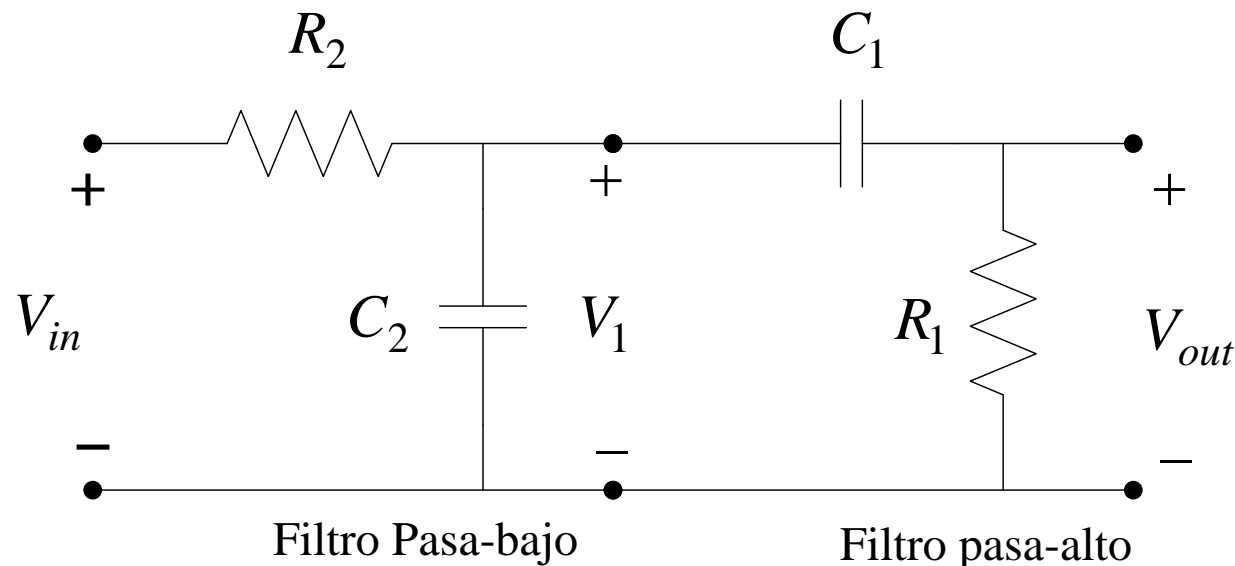 R2
C1
+
+
+
Vin
C2
V1
R1
Vout
−
−
−
Filtro Pasa-bajo
Filtro pasa-alto